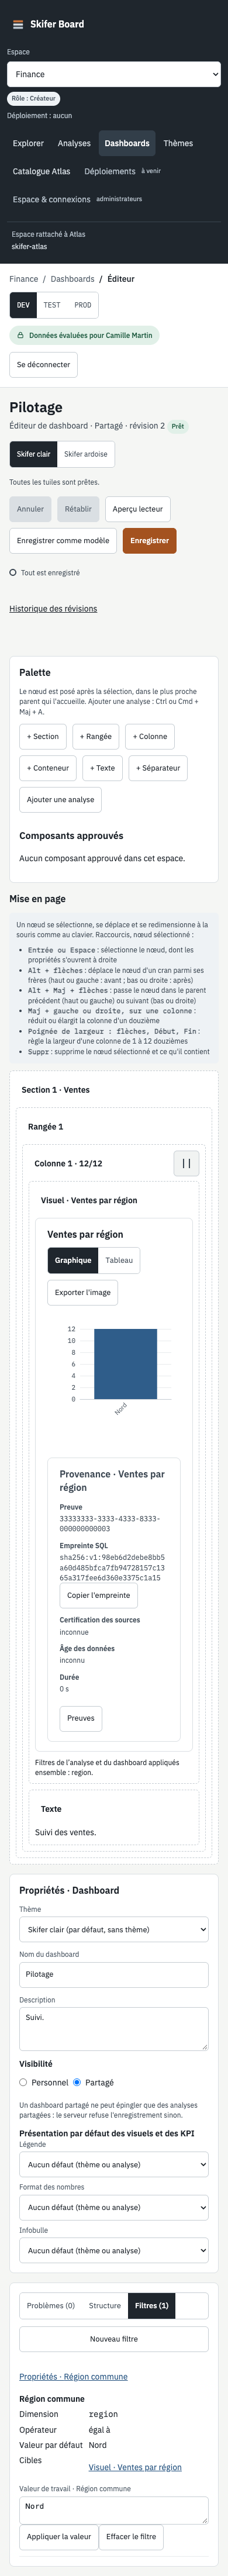 Skifer Board
Espace
Finance
Rôle : Créateur
Déploiement : aucun
Explorer
Analyses
Dashboards
Thèmes
Catalogue Atlas
Déploiements
à venir
Espace & connexions
administrateurs
Espace rattaché à Atlas
skifer-atlas
Finance / Dashboards / Éditeur
DEV
TEST
PROD
Données évaluées pour Camille Martin
Se déconnecter
Pilotage
Éditeur de dashboard · Partagé · révision 2
Prêt
Skifer clair
Skifer ardoise
Toutes les tuiles sont prêtes.
Annuler
Rétablir
Aperçu lecteur
Enregistrer comme modèle
Enregistrer
Tout est enregistré
Historique des révisions
Palette
Le nœud est posé après la sélection, dans le plus proche
parent qui l'accueille. Ajouter une analyse : Ctrl ou Cmd +
Maj + A.
+ Section
+ Rangée
+ Colonne
+ Conteneur
+ Texte
+ Séparateur
Ajouter une analyse
Composants approuvés
Aucun composant approuvé dans cet espace.
Mise en page
Un nœud se sélectionne, se déplace et se redimensionne à la
souris comme au clavier. Raccourcis, nœud sélectionné :
• Entrée ou Espace : sélectionne le nœud, dont les
propriétés s'ouvrent à droite
• Alt + flèches : déplace le nœud d'un cran parmi ses
frères (haut ou gauche : avant ; bas ou droite : après)
• Alt + Maj + flèches : passe le nœud dans le parent
précédent (haut ou gauche) ou suivant (bas ou droite)
• Maj + gauche ou droite, sur une colonne :
réduit ou élargit la colonne d'un douzième
• Poignée de largeur : flèches, Début, Fin :
règle la largeur d'une colonne de 1 à 12 douzièmes
• Suppr : supprime le nœud sélectionné et ce qu'il contient
Section 1 · Ventes
Rangée 1
Colonne 1 · 12/12
Visuel · Ventes par région
Ventes par région
Graphique
Tableau
Exporter l'image
12
10
8
6
4
2
0
Nord
Provenance · Ventes par
région
Preuve
33333333-3333-4333-8333-
000000000003
Empreinte SQL
sha256:v1:98eb6d2debe8bb5
a60d485bfca7fb94728157c13
65a317fee6d360e3375c1a15
Copier l'empreinte
Certification des sources
inconnue
Âge des données
inconnu
Durée
0 s
Preuves
Filtres de l'analyse et du dashboard appliqués
ensemble : region.
Texte
Suivi des ventes.
Propriétés · Dashboard
Thème
Skifer clair (par défaut, sans thème)
Nom du dashboard
Pilotage
Description
Suivi.
Visibilité
Personnel
Partagé
Un dashboard partagé ne peut épingler que des analyses
partagées : le serveur refuse l'enregistrement sinon.
Présentation par défaut des visuels et des KPI
Légende
Aucun défaut (thème ou analyse)
Format des nombres
Aucun défaut (thème ou analyse)
Infobulle
Aucun défaut (thème ou analyse)
Problèmes (0)
Structure
Filtres (1)
Nouveau filtre
Propriétés · Région commune
Région commune
Dimension region
Opérateur égal à
Valeur par défaut Nord
Cibles
Visuel · Ventes par région
Valeur de travail · Région commune
Nord
Appliquer la valeur
Effacer le filtre